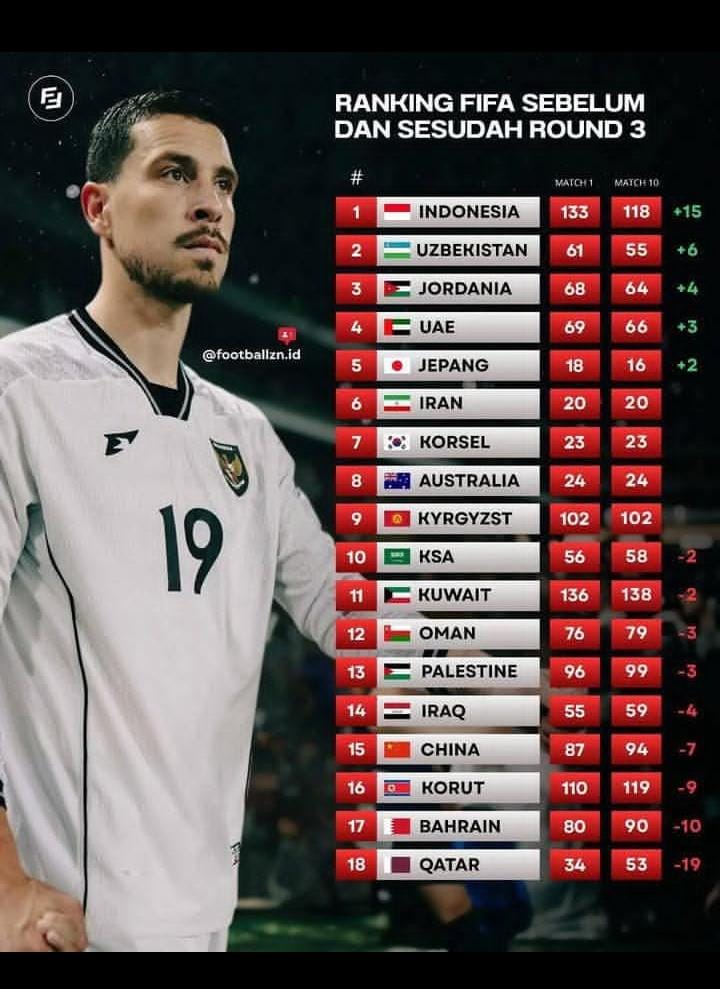 RANKING FIFA SEBELUM
DAN SESUDAH ROUND 3
# MATCH 1 MATCH 10
1 INDONESIA 133 118 +15
2 UZBEKISTAN 61 55 +6
3 JORDANIA 68 64 +4
4 UAE 69 66 +3
@footballzn.id
5 JEPANG 18 16 +2
6 IRAN 20 20
7 KORSEL 23 23
8 AUSTRALIA 24 24
9 KYRGYZST 102 102
10 KSA 56 58 -2
11 KUWAIT 136 138 -2
12 OMAN 76 79 -3
13 PALESTINE 96 99 -3
14 IRAQ 55 59 -4
15 CHINA 87 94 -7
16 KORUT 110 119 -9
17 BAHRAIN 80 90 -10
18 QATAR 34 53 -19
19